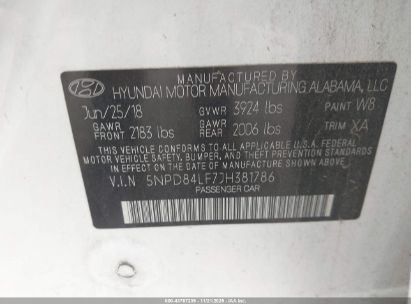 MANUFACTURED BY
HYUNDAI MOTOR MANUFACTURING ALABAMA, LLC
Jun/25/18 GVWR 3924 lbs PAINT W8
GAWR FRONT 2183 lbs GAWR REAR 2006 lbs TRIM XA
THIS VEHICLE CONFORMS TO ALL APPLICABLE U.S. FEDERAL
MOTOR VEHICLE SAFETY, BUMPER, AND THEFT
PREVENTION STANDARDS IN EFFECT ON THE
DATE OF MANUFACTURE SHOWN ABOVE.
V.I.N 5NPD84LF7JH381786
PASSENGER CAR